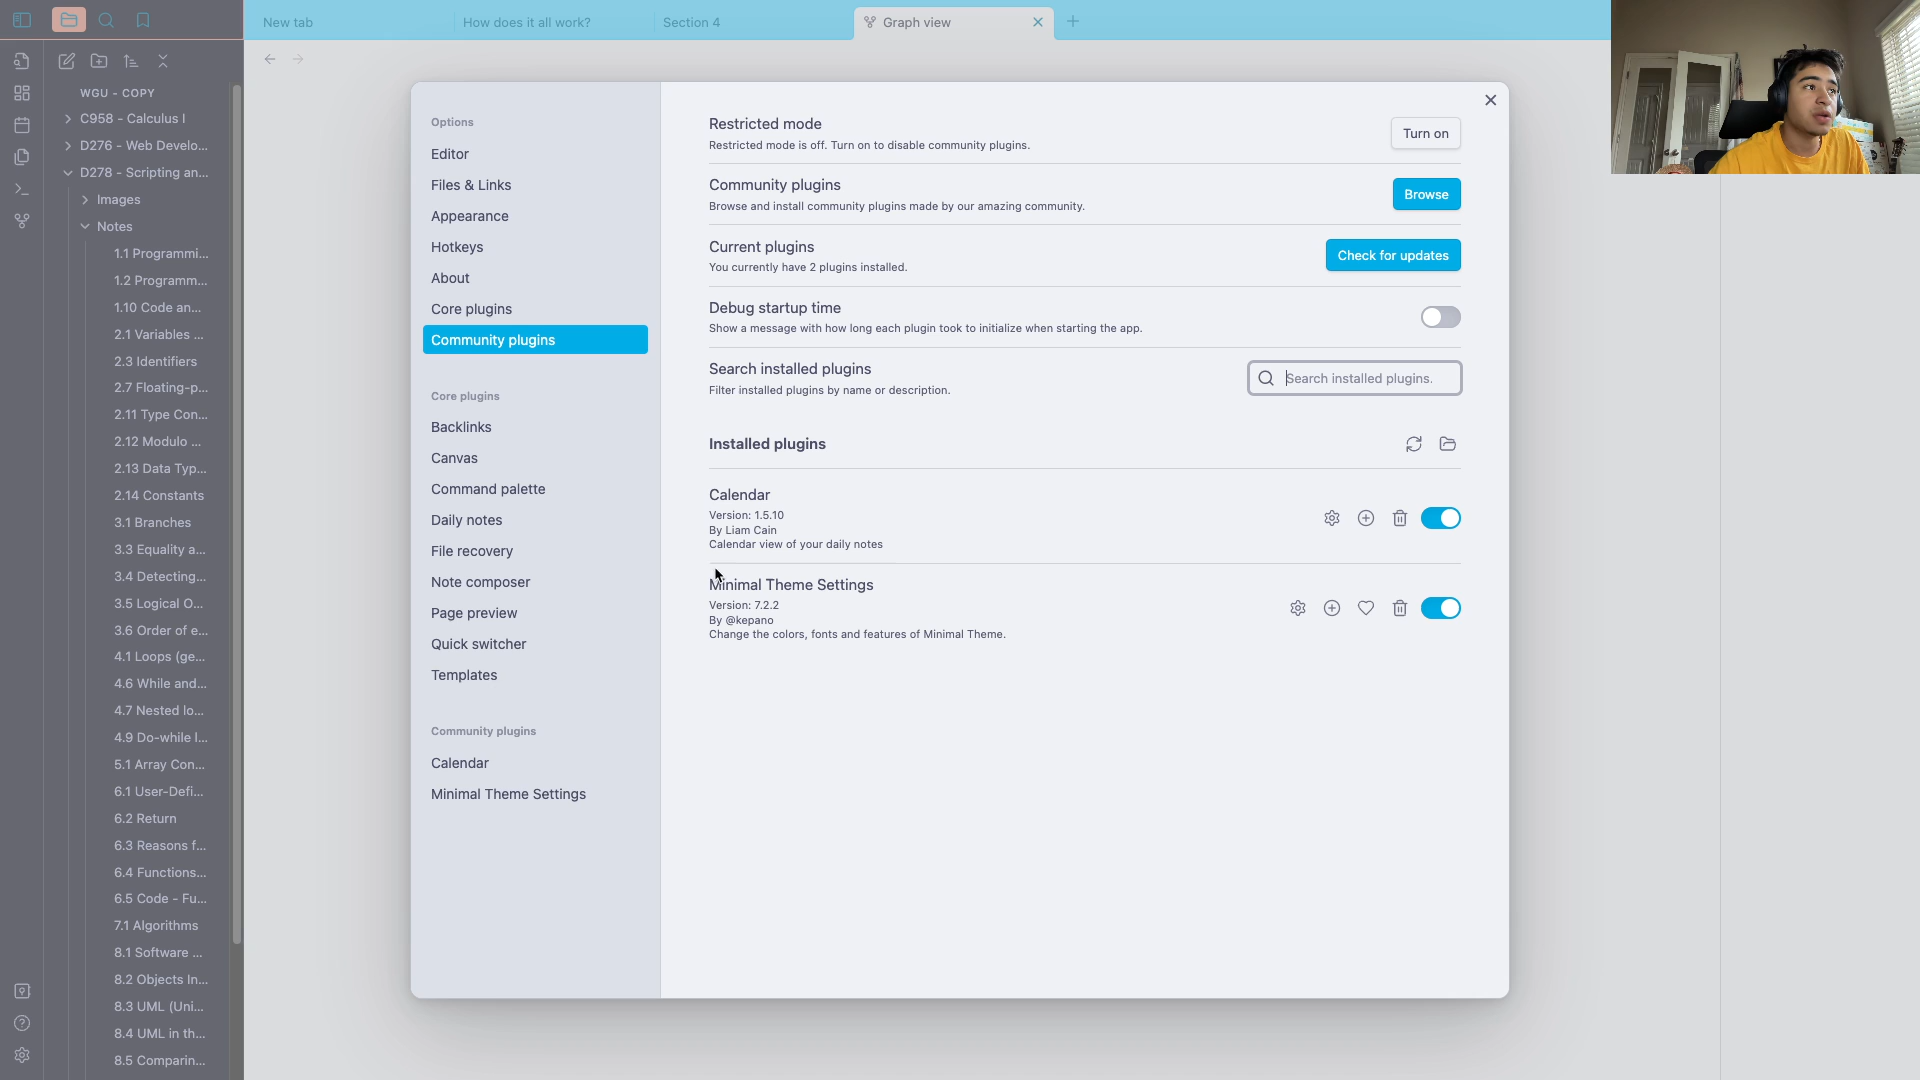 New tab
How does it all work?
Section 4
Graph view
WGU - COPY
C958 - Calculus I
D276 - Web Develo...
D278 - Scripting an...
Images
Notes
1.1 Programmi...
1.2 Programm...
1.10 Code an...
2.1 Variables ...
2.3 Identifiers
2.7 Floating-p...
2.11 Type Con...
2.12 Modulo ...
2.13 Data Typ...
2.14 Constants
3.1 Branches
3.3 Equality a...
3.4 Detecting...
3.5 Logical O...
3.6 Order of e...
4.1 Loops (ge...
4.6 While and...
4.7 Nested lo...
4.9 Do-while l...
5.1 Array Con...
6.1 User-Defi...
6.2 Return
6.3 Reasons f...
6.4 Functions...
6.5 Code - Fu...
7.1 Algorithms
8.1 Software ...
8.2 Objects In...
8.3 UML (Uni...
8.4 UML in th...
8.5 Comparin...
Options
Editor
Files & Links
Appearance
Hotkeys
About
Core plugins
Community plugins
Core plugins
Backlinks
Canvas
Command palette
Daily notes
File recovery
Note composer
Page preview
Quick switcher
Templates
Community plugins
Calendar
Minimal Theme Settings
Restricted mode
Restricted mode is off. Turn on to disable community plugins.
Turn on
Community plugins
Browse and install community plugins made by our amazing community.
Browse
Current plugins
You currently have 2 plugins installed.
Check for updates
Debug startup time
Show a message with how long each plugin took to initialize when starting the app.
Search installed plugins
Filter installed plugins by name or description.
Search installed plugins.
Installed plugins
Calendar
Version: 1.5.10
By Liam Cain
Calendar view of your daily notes
Minimal Theme Settings
Version: 7.2.2
By @kepano
Change the colors, fonts and features of Minimal Theme.